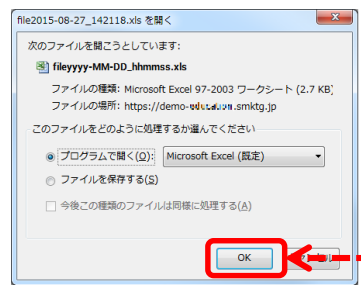 file2015-08-27_142118.xls を開く
次のファイルを開こうとしています:
fileyyyy-MM-DD_hhmmss.xls
ファイルの種類: Microsoft Excel 97-2003 ワークシート (2.7 KB)
ファイルの場所: https://demo-education.smktg.jp
このファイルをどのように処理するか選んでください
プログラムで開く(O): Microsoft Excel (既定)
ファイルを保存する(S)
今後この種類のファイルは同様に処理する(A)
OK